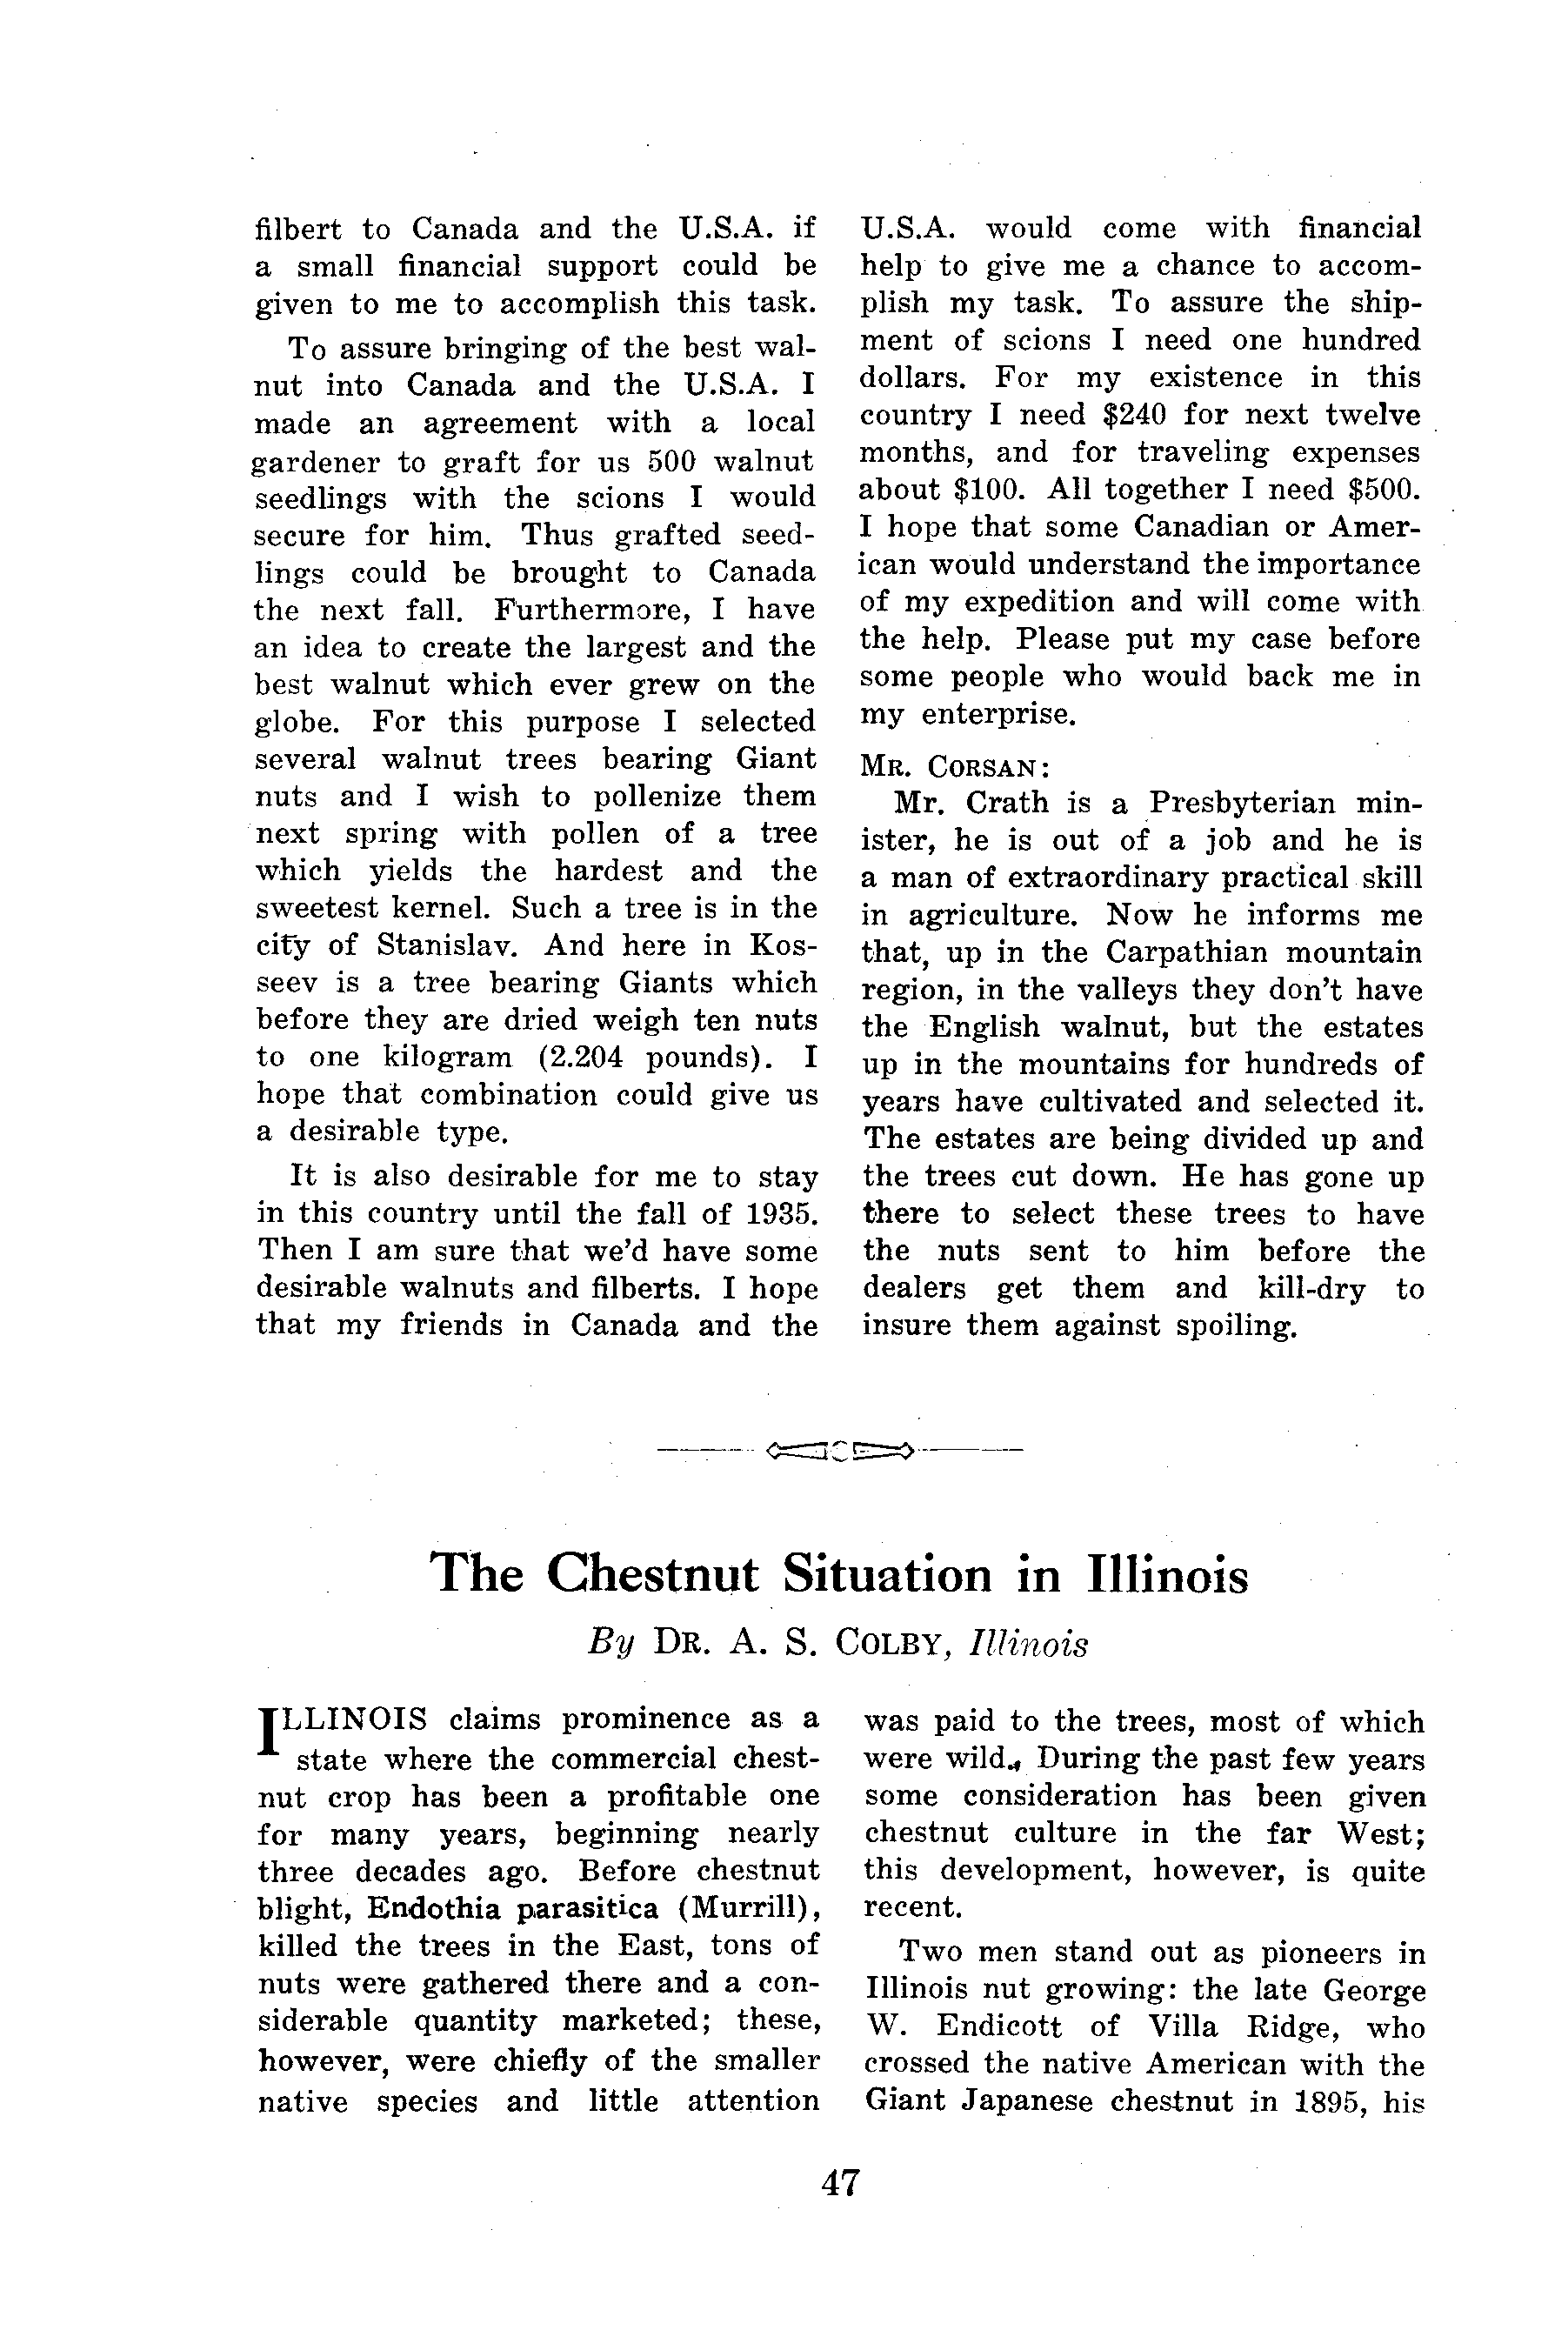 filbert to Canada and the U.S.A. if
a small financial support could be
given to me to accomplish this task.
To assure bringing of the best wal-
nut into Canada and the U.S.A. I
made an agreement with a local
gardener to graft for us 500 walnut
seedlings with the scions I would
secure for him. Thus grafted seed-
lings could be brought to Canada
the next fall. Furthermore, I have
an idea to create the largest and the
best walnut which ever grew on the
globe. For this purpose I selected
several walnut trees bearing Giant
nuts and I wish to pollenize them
next spring with pollen of a tree
which yields the hardest and the
sweetest kernel. Such a tree is in the
city of Stanislav. And here in Kos-
seev is a tree bearing Giants which
before they are dried weigh ten nuts
to one kilogram (2.204 pounds). I
hope that combination could give us
a desirable type.
It is also desirable for me to stay
in this country until the fall of 1935.
Then I am sure that we'd have some
desirable walnuts and filberts. I hope
that my friends in Canada and the
U.S.A. would come with financial
help to give me a chance to accom-
plish my task. To assure the ship-
ment of scions I need one hundred
dollars. For my existence in this
country I need $240 for next twelve
months, and for traveling expenses
about $100. All together I need $500.
I hope that some Canadian or Amer-
ican would understand the importance
of my expedition and will come with
the help. Please put my case before
some people who would back me in
my enterprise.
MR. CORSAN:
Mr. Crath is a Presbyterian min-
ister, he is out of a job and he is
a man of extraordinary practical skill
in agriculture. Now he informs me
that, up in the Carpathian mountain
region, in the valleys they don't have
the English walnut, but the estates
up in the mountains for hundreds of
years have cultivated and selected it.
The estates are being divided up and
the trees cut down. He has gone up
there to select these trees to have
the nuts sent to him before the
dealers get them and kill-dry to
insure them against spoiling.
The Chestnut Situation in Illinois
By DR. A. S. COLBY, Illinois
ILLINOIS claims prominence as a
state where the commercial chest-
nut crop has been a profitable one
for many years, beginning nearly
three decades ago. Before chestnut
blight, Endothia parasitica (Murrill),
killed the trees in the East, tons of
nuts were gathered there and a con-
siderable quantity marketed; these,
however, were chiefly of the smaller
native species and little attention
was paid to the trees, most of which
were wild., During the past few years
some consideration has been given
chestnut culture in the far West;
this development, however, is quite
recent.
Two men stand out as pioneers in
Illinois nut growing: the late George
W. Endicott of Villa Ridge, who
crossed the native American with the
Giant Japanese chestnut in 1895, his
47